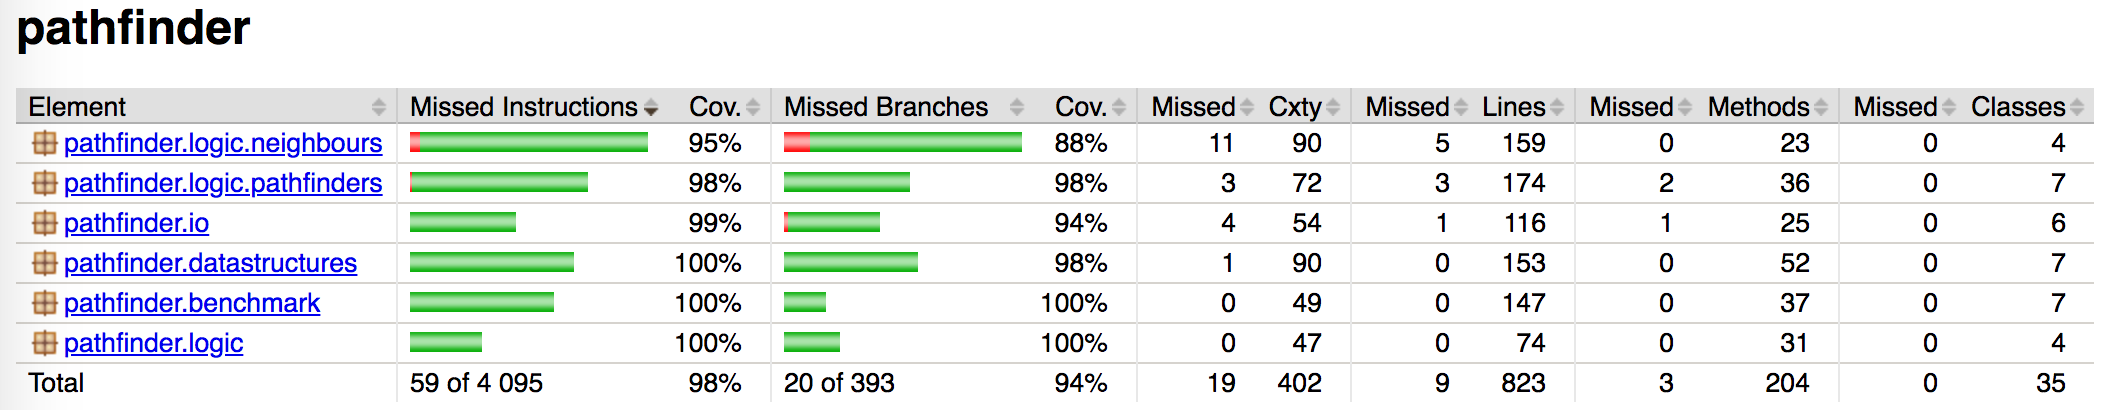 pathfinder
Element Missed Instructions Cov. Missed Branches Cov. Missed Cxty Missed Lines Missed Methods Missed Classes
pathfinder.logic.neighbours 95% 88% 11 90 5 159 0 23 0 4
pathfinder.logic.pathfinders 98% 98% 3 72 3 174 2 36 0 7
pathfinder.io 99% 94% 4 54 1 116 1 25 0 6
pathfinder.datastructures 100% 98% 1 90 0 153 0 52 0 7
pathfinder.benchmark 100% 100% 0 49 0 147 0 37 0 7
pathfinder.logic 100% 100% 0 47 0 74 0 31 0 4
Total 59 of 4 095 98% 20 of 393 94% 19 402 9 823 3 204 0 35